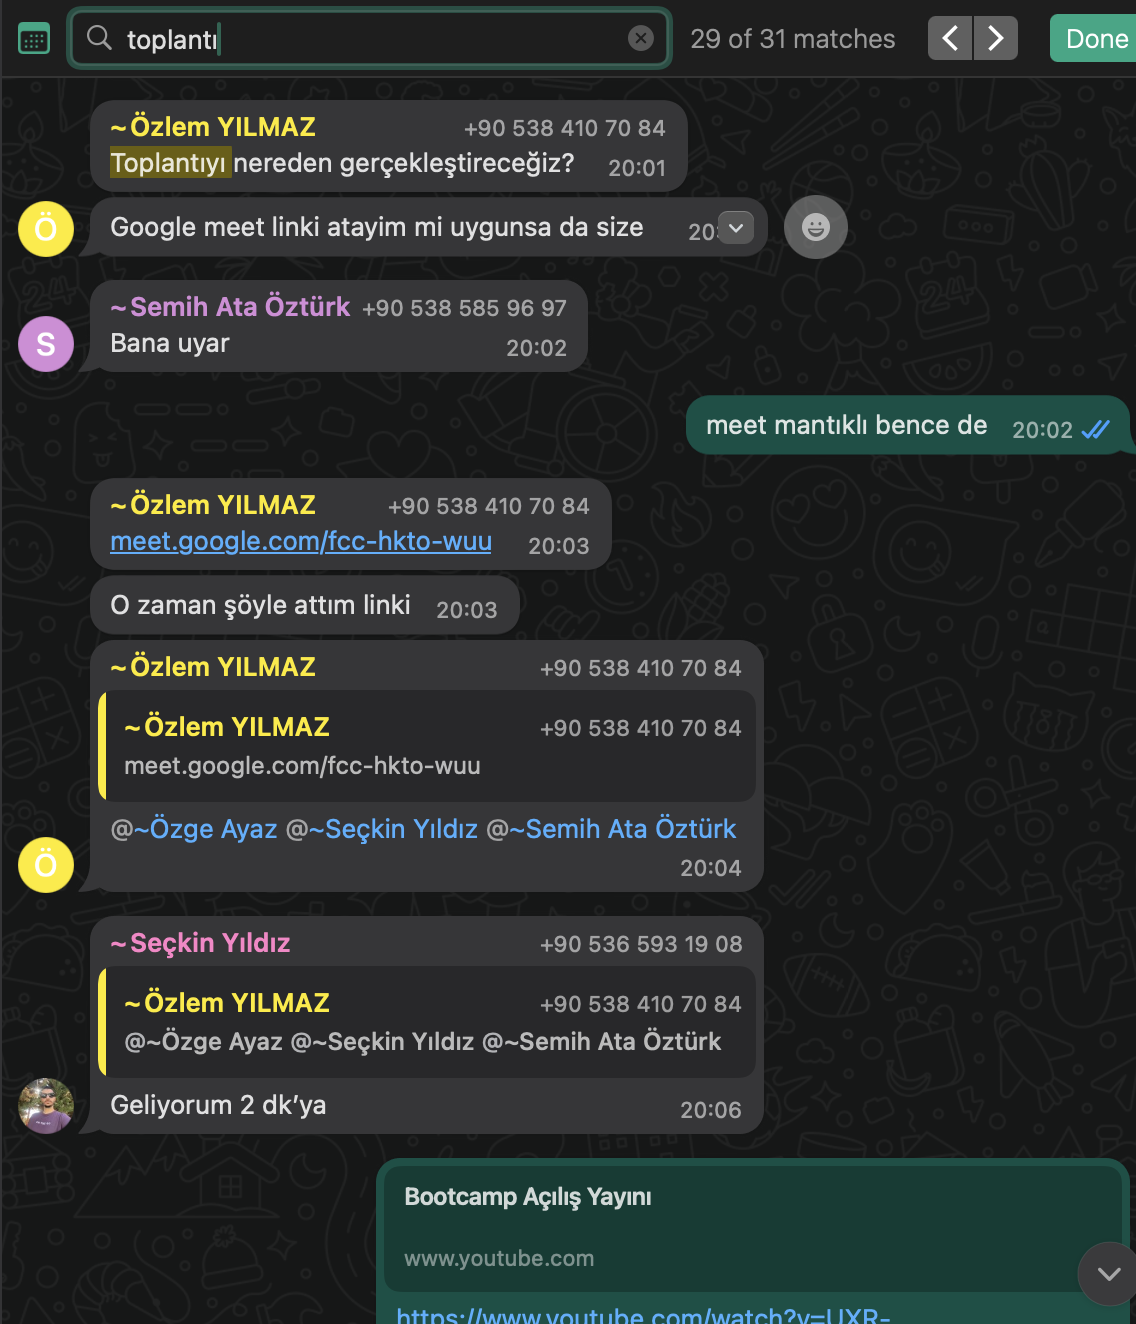 toplantı
29 of 31 matches
Done
~Özlem YILMAZ +90 538 410 70 84
Toplantıyı nereden gerçekleştireceğiz? 20:01
Ö
Google meet linki atayim mi uygunsa da size
~Semih Ata Öztürk +90 538 585 96 97
S
Bana uyar 20:02
meet mantıklı bence de 20:02
~Özlem YILMAZ +90 538 410 70 84
meet.google.com/fcc-hkto-wuu 20:03
O zaman şöyle attım linki 20:03
~Özlem YILMAZ +90 538 410 70 84
~Özlem YILMAZ +90 538 410 70 84
meet.google.com/fcc-hkto-wuu
@~Özge Ayaz @~Seçkin Yıldız @~Semih Ata Öztürk
20:04
Ö
~Seçkin Yıldız +90 536 593 19 08
~Özlem YILMAZ +90 538 410 70 84
@~Özge Ayaz @~Seçkin Yıldız @~Semih Ata Öztürk
Geliyorum 2 dk’ya 20:06
Bootcamp Açılış Yayını
www.youtube.com
https://www.youtube.com/watch?v=UXR-